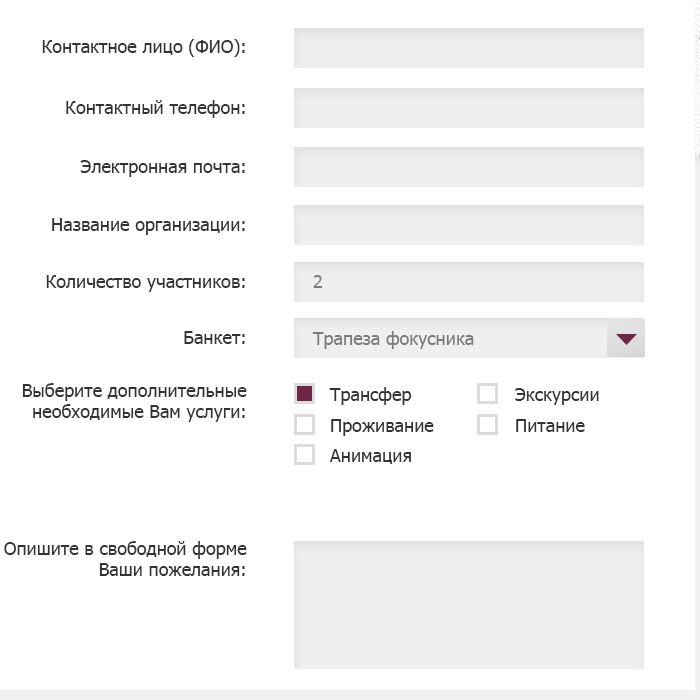 Контактное лицо (ФИО):
Контактный телефон:
Электронная почта:
Название организации:
Количество участников: 2
Банкет: Трапеза фокусника
Выберите дополнительные
необходимые Вам услуги:
Трансфер Экскурсии
Проживание Питание
Анимация
Опишите в свободной форме
Ваши пожелания: